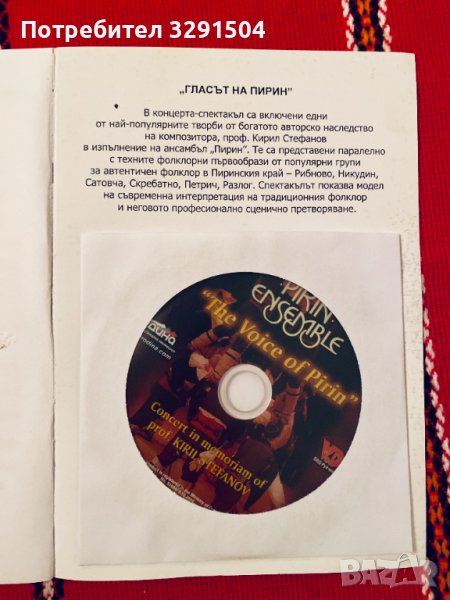 Потребител 3291504
„ГЛАСЪТ НА ПИРИН"
В концерта-спектакъл са включени едни
от най-популярните творби от богатото авторско наследство
на композитора, проф. Кирил Стефанов
в изпълнение на ансамбъл „Пирин". Те са представени паралелно
с техните фолклорни първообрази от популярни групи
за автентичен фолклор в Пиринския край – Рибново, Никудин,
Сатовча, Скребатно, Петрич, Разлог. Спектакълът показва модел
на съвременна интерпретация на традиционния фолклор
и неговото професионално сценично претворяване.
PIRIN
ENSEMBLE
"The Voice of Pirin"
Concert in memoriam of
prof. KIRIL STEFANOV
bazar